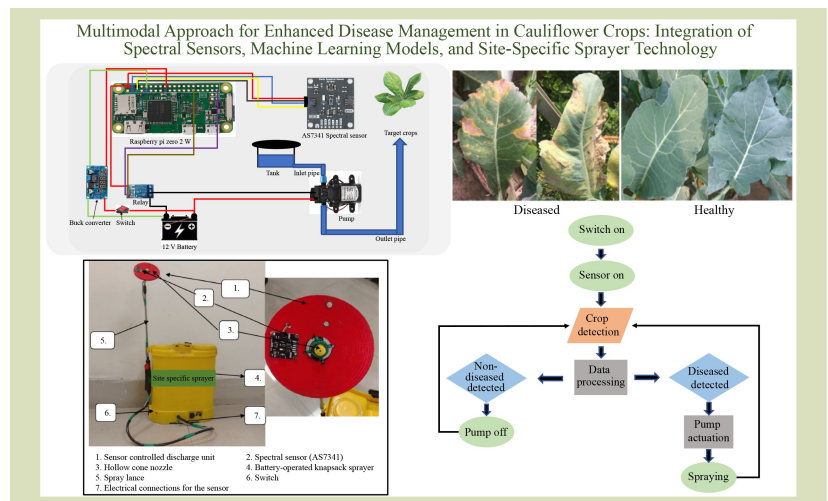 Multimodal Approach for Enhanced Disease Management in Cauliflower Crops: Integration of
Spectral Sensors, Machine Learning Models, and Site-Specific Sprayer Technology
Raspberry pi zero 2 W
AS7341 Spectral sensor
Target crops
Tank
Inlet pipe
Relay
Buck converter
Switch
12 V Battery
Pump
Outlet pipe
Diseased
Healthy
Switch on
Sensor on
Crop
detection
Non-
diseased
detected
Data
processing
Diseased
detected
Pump off
Pump
actuation
Spraying
1.
2.
3.
5.
Site specific sprayer
4.
6.
7.
1. Sensor controlled discharge unit
2. Spectral sensor (AS7341)
3. Hollow cone nozzle
4. Battery-operated knapsack sprayer
5. Spray lance
6. Switch
7. Electrical connections for the sensor